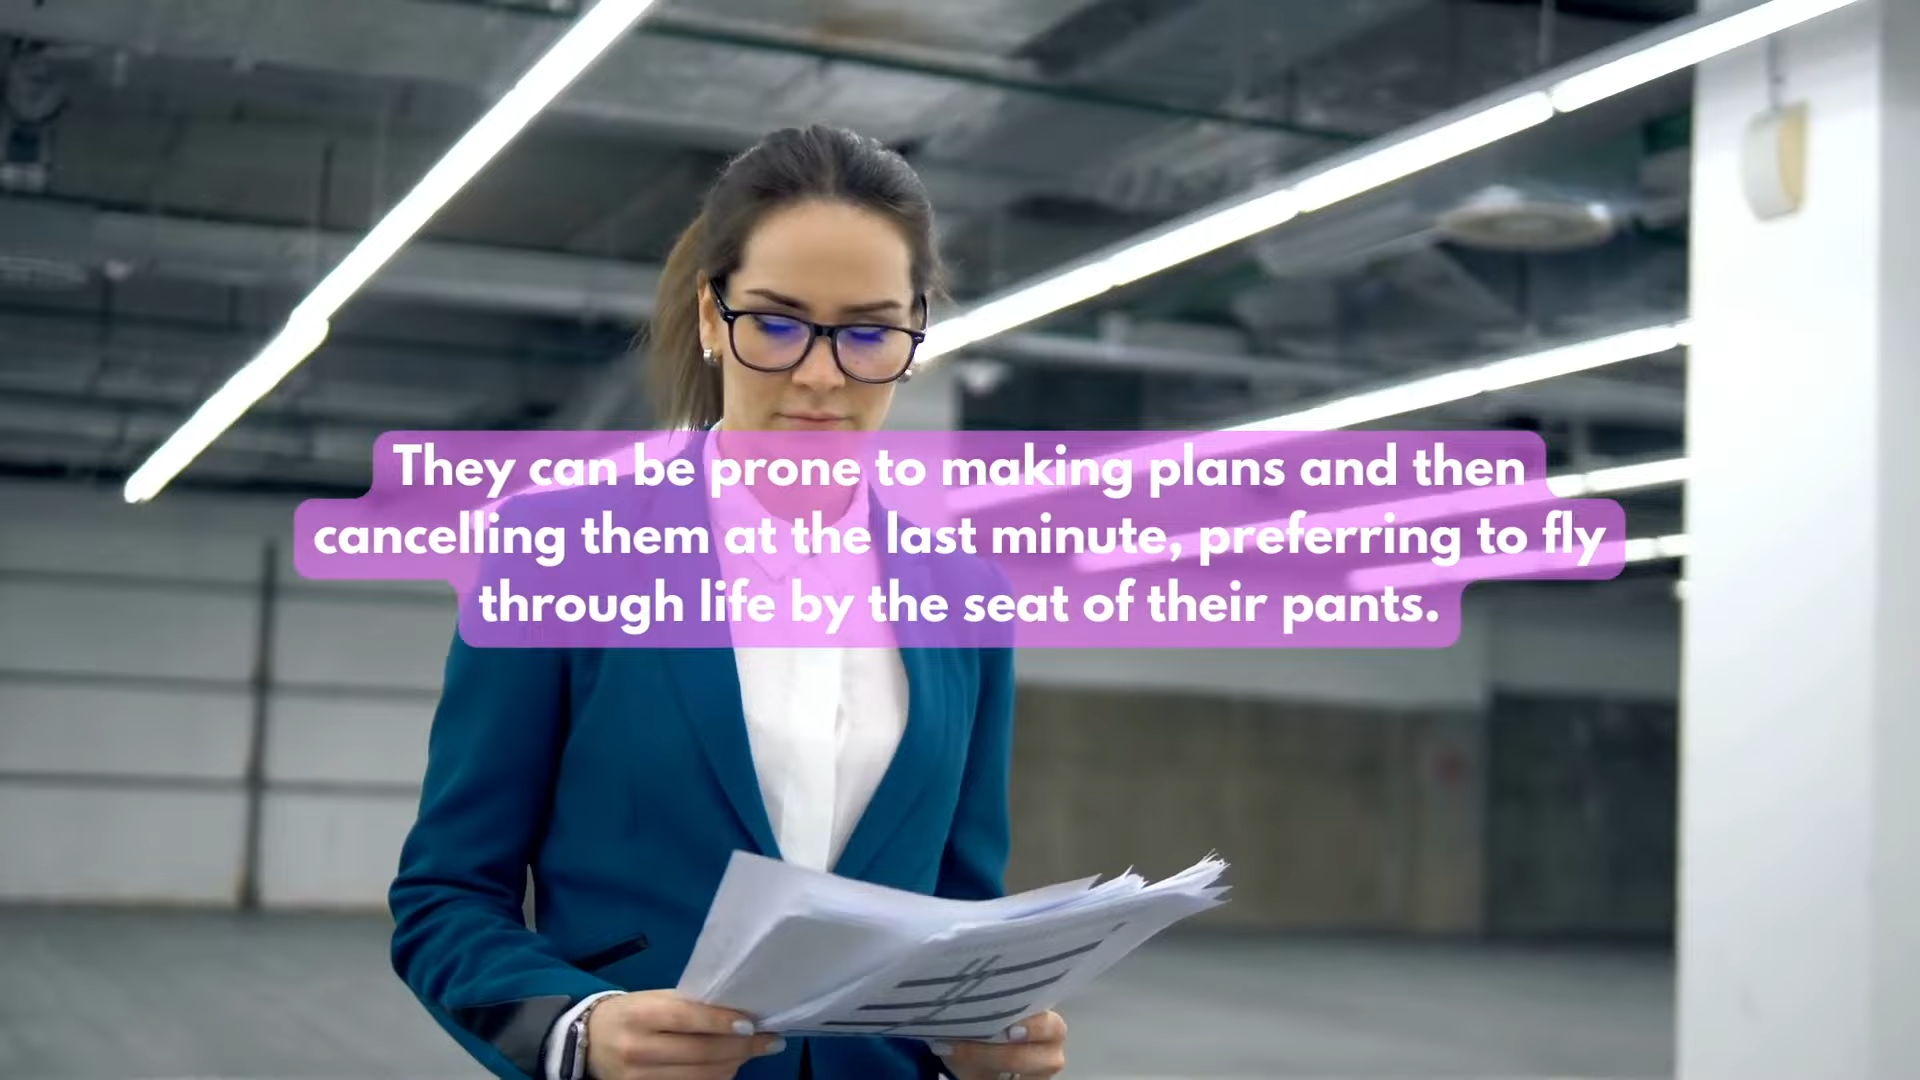 They can be prone to making plans and then
cancelling them at the last minute, preferring to fly
through life by the seat of their pants.